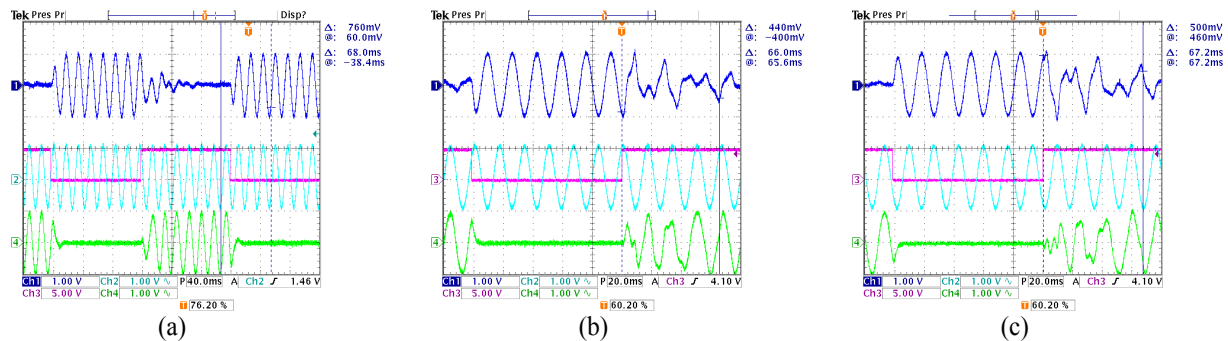 Tek Pres Pr
T
Disp?
Δ: 760mV
@: 60.0mV
Δ: 68.0ms
@: -38.4ms
T
1
2
4
Ch1 1.00 V Ch2 1.00 V ∿ P 40.0ms A Ch2 ∫ 1.46 V
Ch3 5.00 V Ch4 1.00 V ∿
T 76.20 %
(a)
Tek Pres Pr
T
Δ: 440mV
@: -400mV
Δ: 66.0ms
@: 65.6ms
T
1
3
4
Ch1 1.00 V Ch2 1.00 V ∿ P 20.0ms A Ch3 ∫ 4.10 V
Ch3 5.00 V Ch4 1.00 V ∿
T 60.20 %
(b)
Tek Pres Pr
T
Δ: 500mV
@: 460mV
Δ: 67.2ms
@: 67.2ms
T
1
3
4
Ch1 1.00 V Ch2 1.00 V ∿ P 20.0ms A Ch3 ∫ 4.10 V
Ch3 5.00 V Ch4 1.00 V ∿
T 60.20 %
(c)